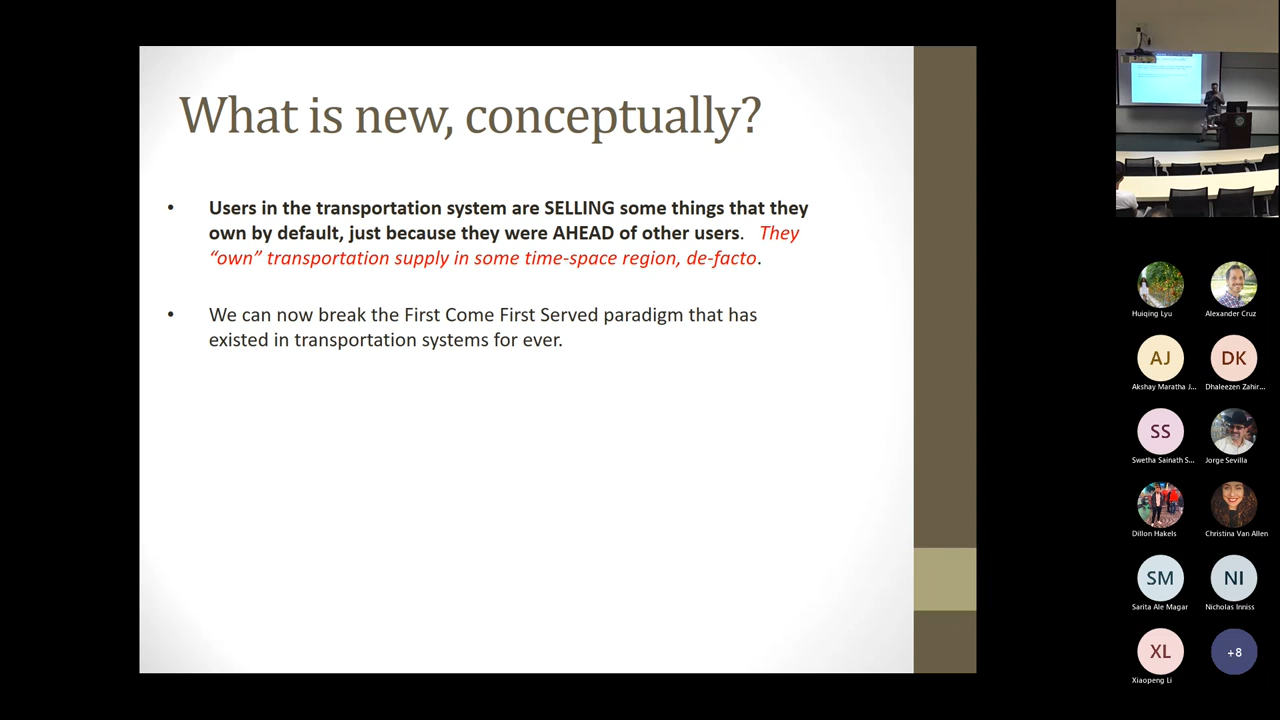 What is new, conceptually?
• Users in the transportation system are SELLING some things that they
own by default, just because they were AHEAD of other users. They
“own” transportation supply in some time-space region, de-facto.
• We can now break the First Come First Served paradigm that has
existed in transportation systems for ever.
Huiqing Lyu
Alexander Cruz
AJ
DK
Akshay Maratha J...
Dhaleezen Zahir...
SS
Swetha Sainath S...
Jorge Sevilla
Dillon Hakels
Christina Van Allen
SM
NI
Sarita Ale Magar
Nicholas Inniss
XL
+8
Xiaopeng Li